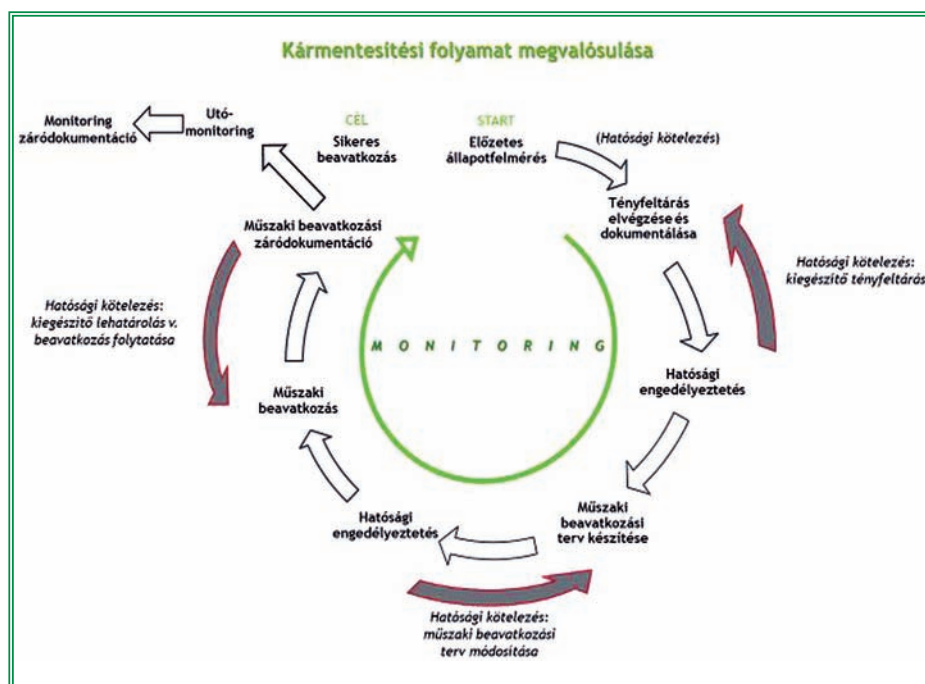 Kármentesítési folyamat megvalósulása
START
Előzetes
állapotfelmérés
(Hatósági kötelezés)
Tényfeltárás
elvégzése és
dokumentálása
Hatósági kötelezés:
kiegészítő tényfeltárás
Hatósági
engedélyeztetés
Műszaki
beavatkozási
terv készítése
Hatósági kötelezés:
műszaki beavatkozási
terv módosítása
Hatósági
engedélyeztetés
Műszaki
beavatkozás
Hatósági kötelezés:
kiegészítő lehatárolás v.
beavatkozás folytatása
Műszaki beavatkozási
záródokumentáció
CÉL
Sikeres
beavatkozás
Utó-
monitoring
Monitoring
záródokumentáció
MONITORING